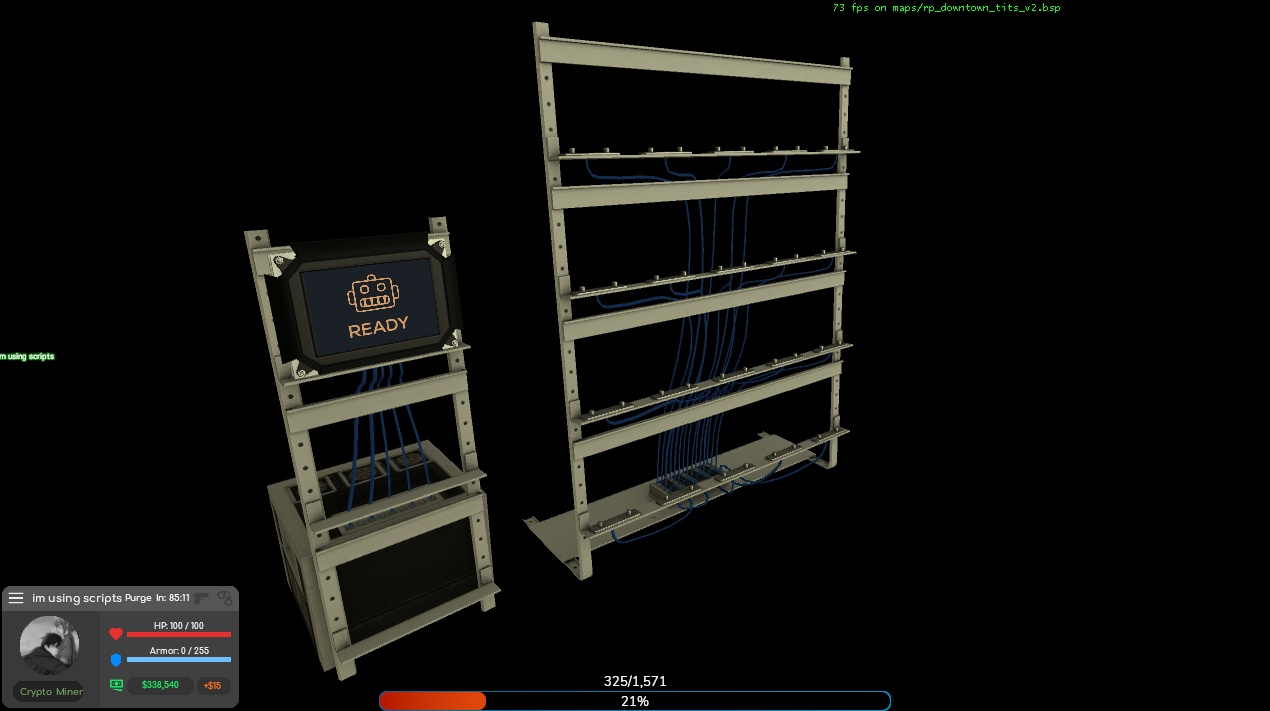 73 fps on maps/rp_downtown_tits_v2.bsp
READY
m using scripts
im using scripts Purge In: 85:11
HP: 100 / 100
Armor: 0 / 255
$338,540 +$15
Crypto Miner
325/1,571
21%